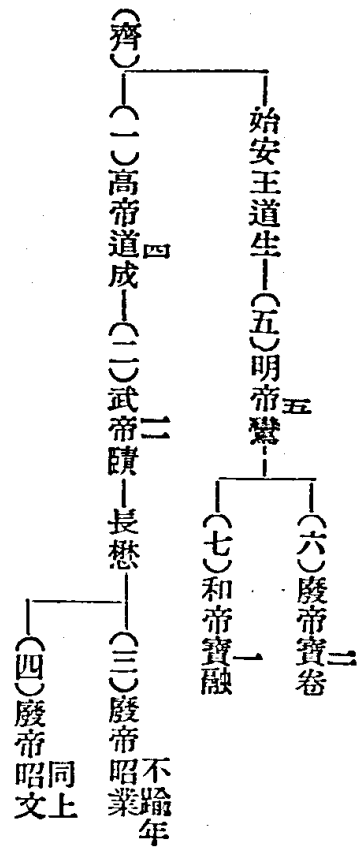 (齊)
始安王道生
(五)明帝鸞
五
(六)廢帝寶卷
二
(七)和帝寶融
一
(一)高帝道成
四
(二)武帝賾
一一
長懋
(三)廢帝昭業
不踰年
(四)廢帝昭文
同上